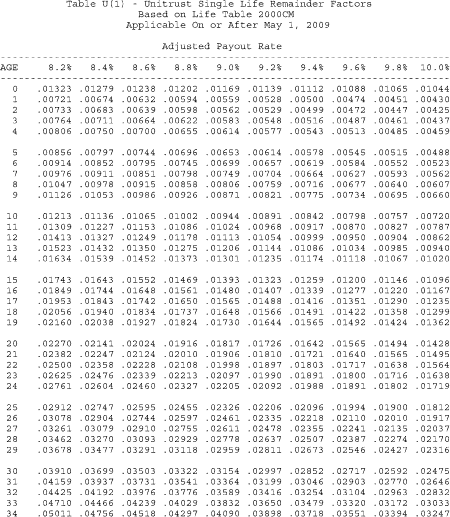 Table U(1) - Unitrust Single Life Remainder Factors
Based on Life Table 2000CM
Applicable On or After May 1, 2009
Adjusted Payout Rate
AGE 8.2% 8.4% 8.6% 8.8% 9.0% 9.2% 9.4% 9.6% 9.8% 10.0%
0 .01323 .01279 .01238 .01202 .01169 .01139 .01112 .01088 .01065 .01044
1 .00721 .00674 .00632 .00594 .00559 .00528 .00500 .00474 .00451 .00430
2 .00733 .00683 .00639 .00598 .00562 .00529 .00499 .00472 .00447 .00425
3 .00764 .00711 .00664 .00622 .00583 .00548 .00516 .00487 .00461 .00437
4 .00806 .00750 .00700 .00655 .00614 .00577 .00543 .00513 .00485 .00459
5 .00856 .00797 .00744 .00696 .00653 .00614 .00578 .00545 .00515 .00488
6 .00914 .00852 .00795 .00745 .00699 .00657 .00619 .00584 .00552 .00523
7 .00976 .00911 .00851 .00798 .00749 .00704 .00664 .00627 .00593 .00562
8 .01047 .00978 .00915 .00858 .00806 .00759 .00716 .00677 .00640 .00607
9 .01126 .01053 .00986 .00926 .00871 .00821 .00775 .00734 .00695 .00660
10 .01213 .01136 .01065 .01002 .00944 .00891 .00842 .00798 .00757 .00720
11 .01309 .01227 .01153 .01086 .01024 .00968 .00917 .00870 .00827 .00787
12 .01413 .01327 .01249 .01178 .01113 .01054 .00999 .00950 .00904 .00862
13 .01523 .01432 .01350 .01275 .01206 .01144 .01086 .01034 .00985 .00940
14 .01634 .01539 .01452 .01373 .01301 .01235 .01174 .01118 .01067 .01020
15 .01743 .01643 .01552 .01469 .01393 .01323 .01259 .01200 .01146 .01096
16 .01849 .01744 .01648 .01561 .01480 .01407 .01339 .01277 .01220 .01167
17 .01953 .01843 .01742 .01650 .01565 .01488 .01416 .01351 .01290 .01235
18 .02056 .01940 .01834 .01737 .01648 .01566 .01491 .01422 .01358 .01299
19 .02160 .02038 .01927 .01824 .01730 .01644 .01565 .01492 .01424 .01362
20 .02270 .02141 .02024 .01916 .01817 .01726 .01642 .01565 .01494 .01428
21 .02382 .02247 .02124 .02010 .01906 .01810 .01721 .01640 .01565 .01495
22 .02500 .02358 .02228 .02108 .01998 .01897 .01803 .01717 .01638 .01564
23 .02625 .02476 .02339 .02213 .02097 .01990 .01891 .01800 .01716 .01638
24 .02761 .02604 .02460 .02327 .02205 .02092 .01988 .01891 .01802 .01719
25 .02912 .02747 .02595 .02455 .02326 .02206 .02096 .01994 .01900 .01812
26 .03078 .02904 .02744 .02597 .02461 .02335 .02218 .02110 .02010 .01917
27 .03261 .03079 .02910 .02755 .02611 .02478 .02355 .02241 .02135 .02037
28 .03462 .03270 .03093 .02929 .02778 .02637 .02507 .02387 .02274 .02170
29 .03678 .03477 .03291 .03118 .02959 .02811 .02673 .02546 .02427 .02316
30 .03910 .03699 .03503 .03322 .03154 .02997 .02852 .02717 .02592 .02475
31 .04159 .03937 .03731 .03541 .03364 .03199 .03046 .02903 .02770 .02646
32 .04425 .04192 .03976 .03776 .03589 .03416 .03254 .03104 .02963 .02832
33 .04710 .04466 .04239 .04029 .03832 .03650 .03479 .03320 .03172 .03033
34 .05011 .04756 .04518 .04297 .04090 .03898 .03718 .03551 .03394 .03247